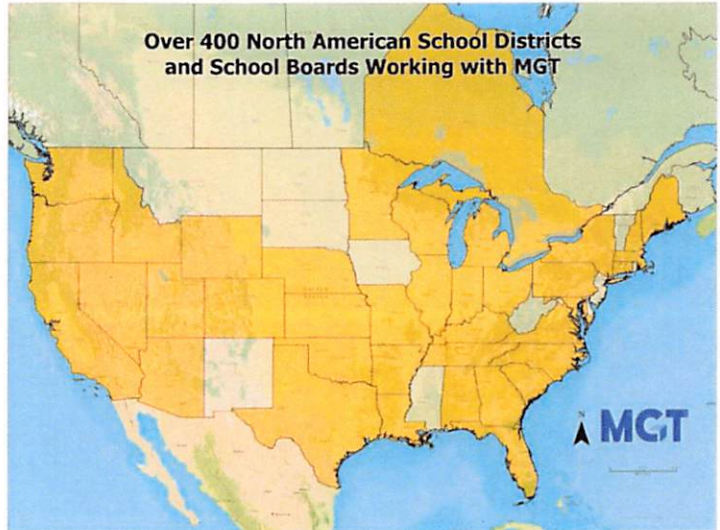 Over 400 North American School Districts
and School Boards Working with MGT
N
MGT